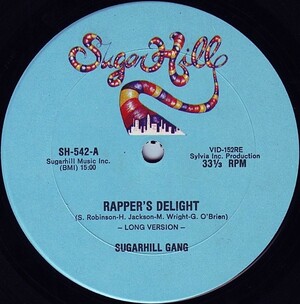 Sugar Hill
SH-542-A
Sugarhill Music Inc.
(BMI) 15:00
VID-152RE
Sylvia Inc. Production
33⅓ RPM
RAPPER'S DELIGHT
(S. Robinson-H. Jackson-M. Wright-G. O'Brien)
– LONG VERSION –
SUGARHILL GANG